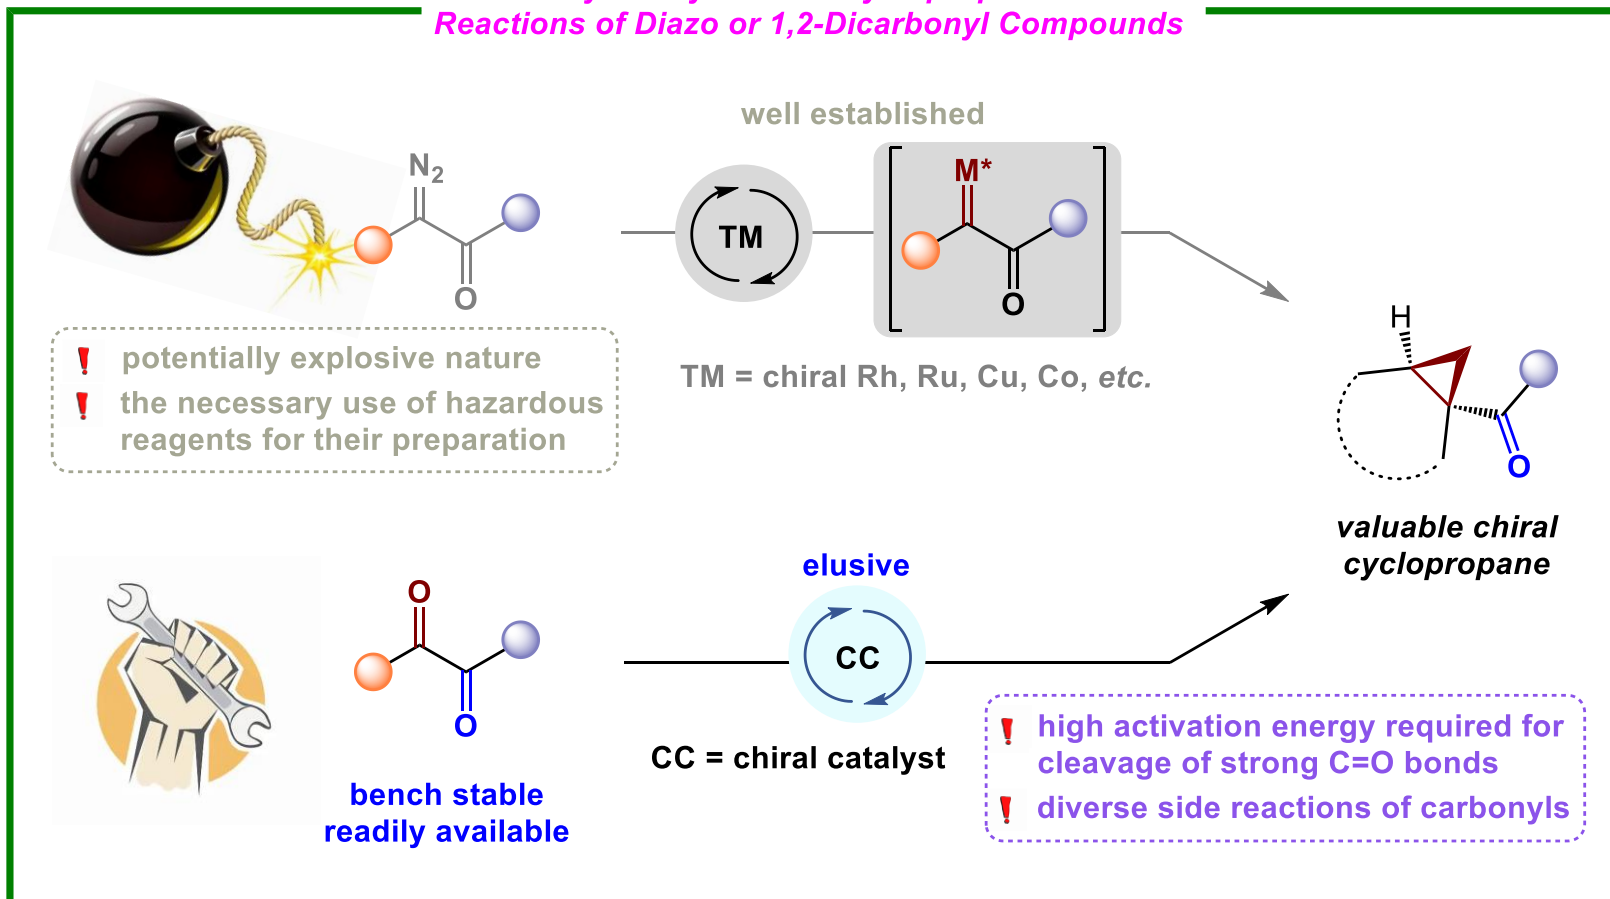 Reactions of Diazo or 1,2-Dicarbonyl Compounds
well established
N2
O
TM
M*
O
potentially explosive nature
the necessary use of hazardous
reagents for their preparation
TM = chiral Rh, Ru, Cu, Co, etc.
H
O
valuable chiral
cyclopropane
elusive
O
O
CC
CC = chiral catalyst
bench stable
readily available
high activation energy required for
cleavage of strong C=O bonds
diverse side reactions of carbonyls